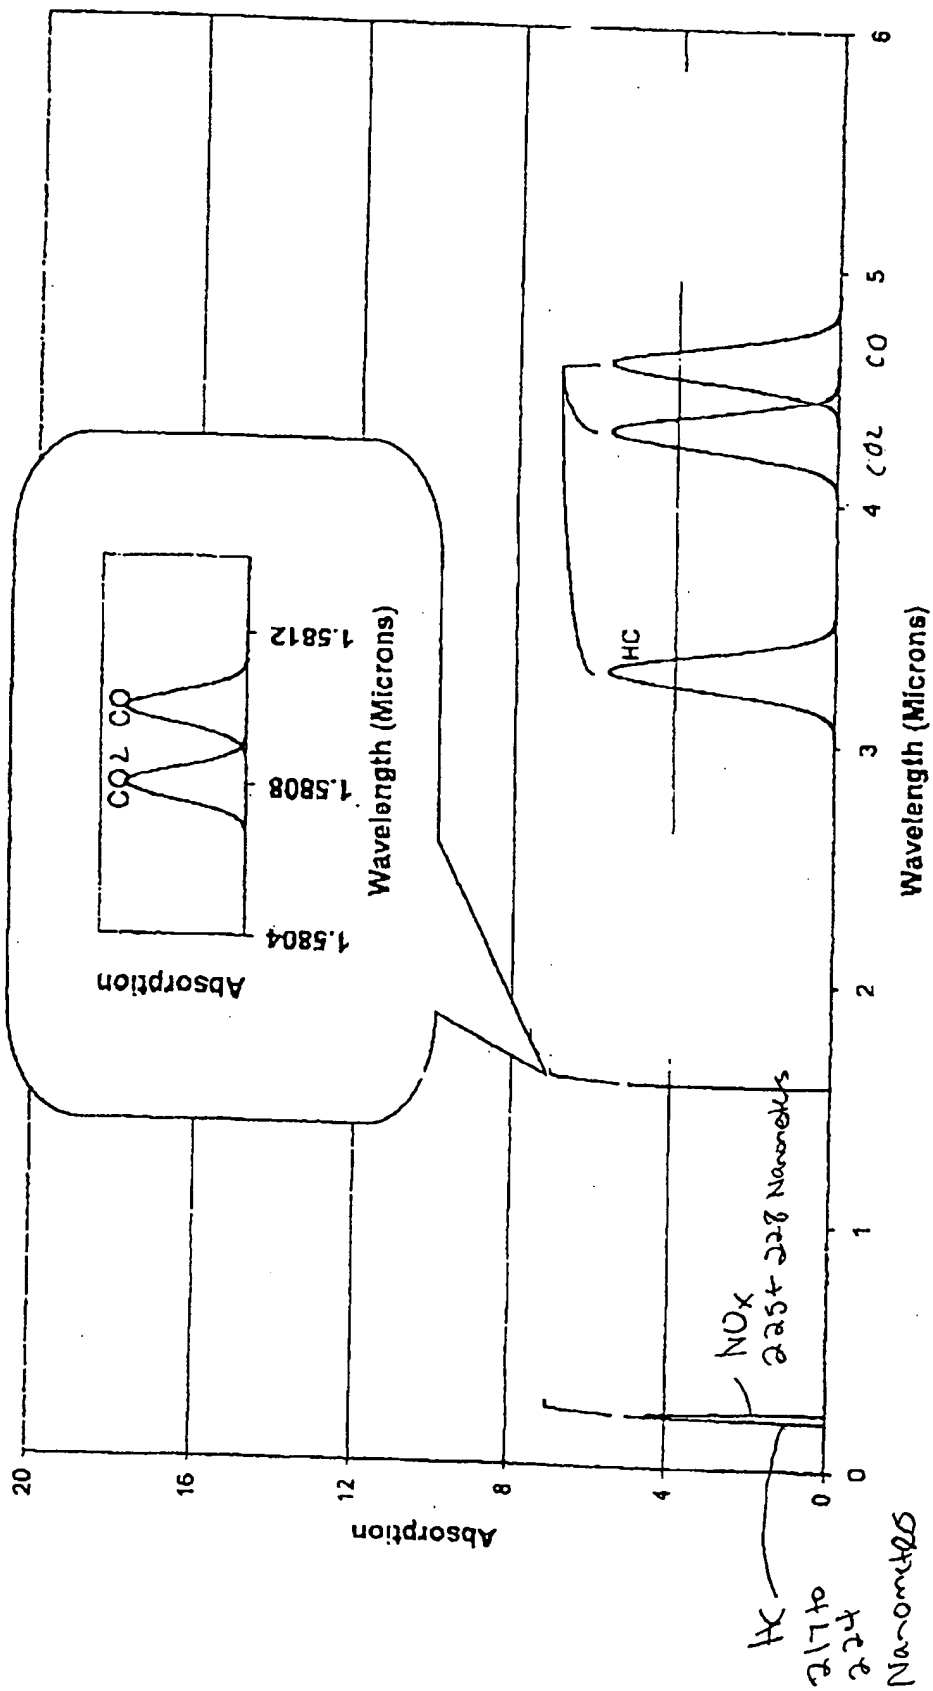 Absorption
20
16
12
8
4
0
Absorption
CO2 CO
1.5804
1.5808
1.5812
Wavelength (Microns)
HC
NOx
225+ 228 Nanometers
HC
217 to
224
Nanometers
0
1
2
3
4
5
6
CO2
CO
Wavelength (Microns)